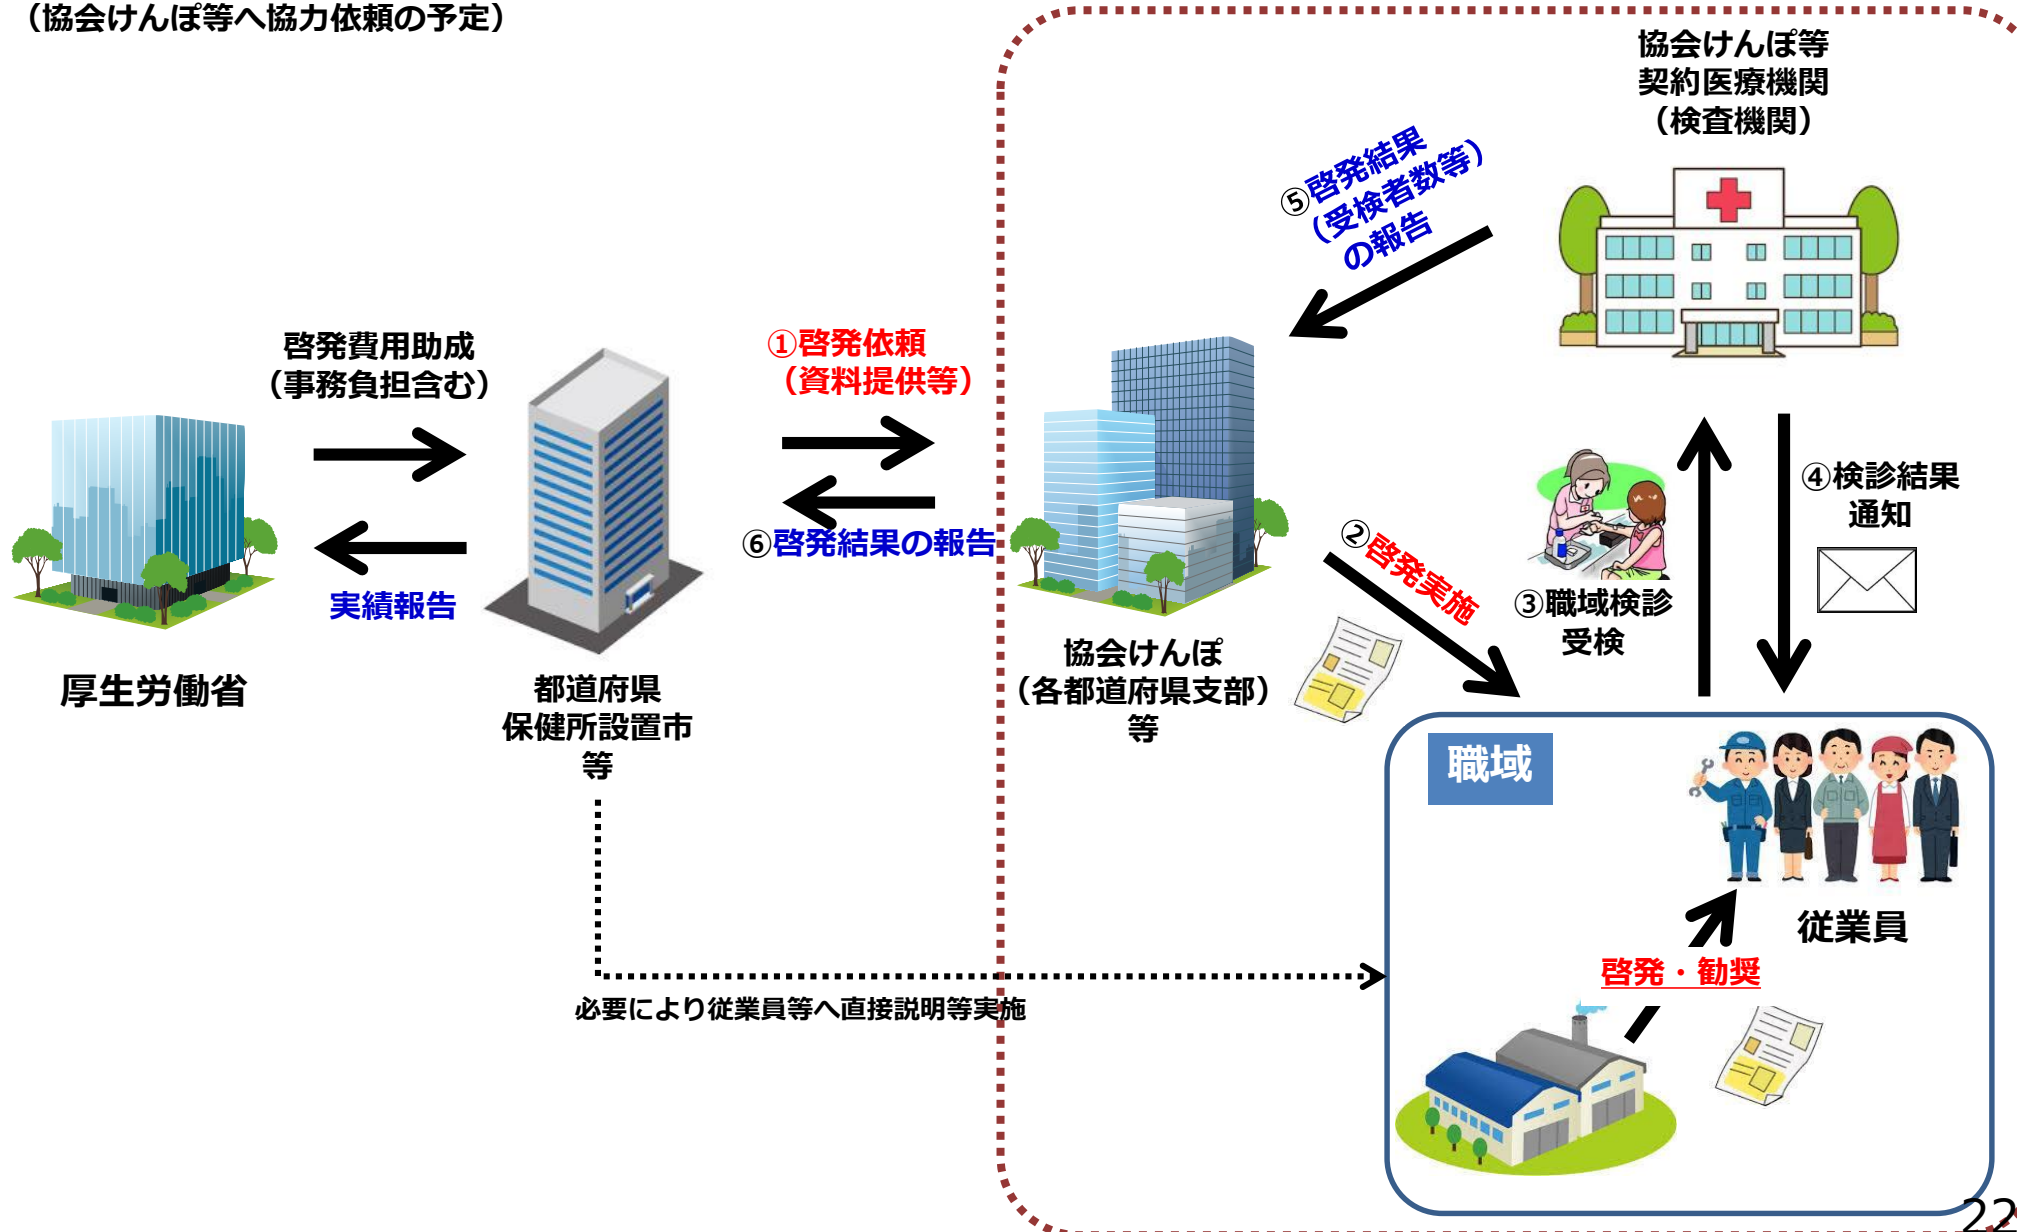 （協会けんぽ等へ協力依頼の予定）
協会けんぽ等
契約医療機関
（検査機関）
⑤啓発結果
（受検者数等）
の報告
啓発費用助成
（事務負担含む）
①啓発依頼
（資料提供等）
④検診結果
通知
⑥啓発結果の報告
②啓発実施
実績報告
③職域検診
受検
厚生労働省
都道府県
保健所設置市
等
協会けんぽ
（各都道府県支部）
等
職域
従業員
啓発・勧奨
必要により従業員等へ直接説明等実施
22